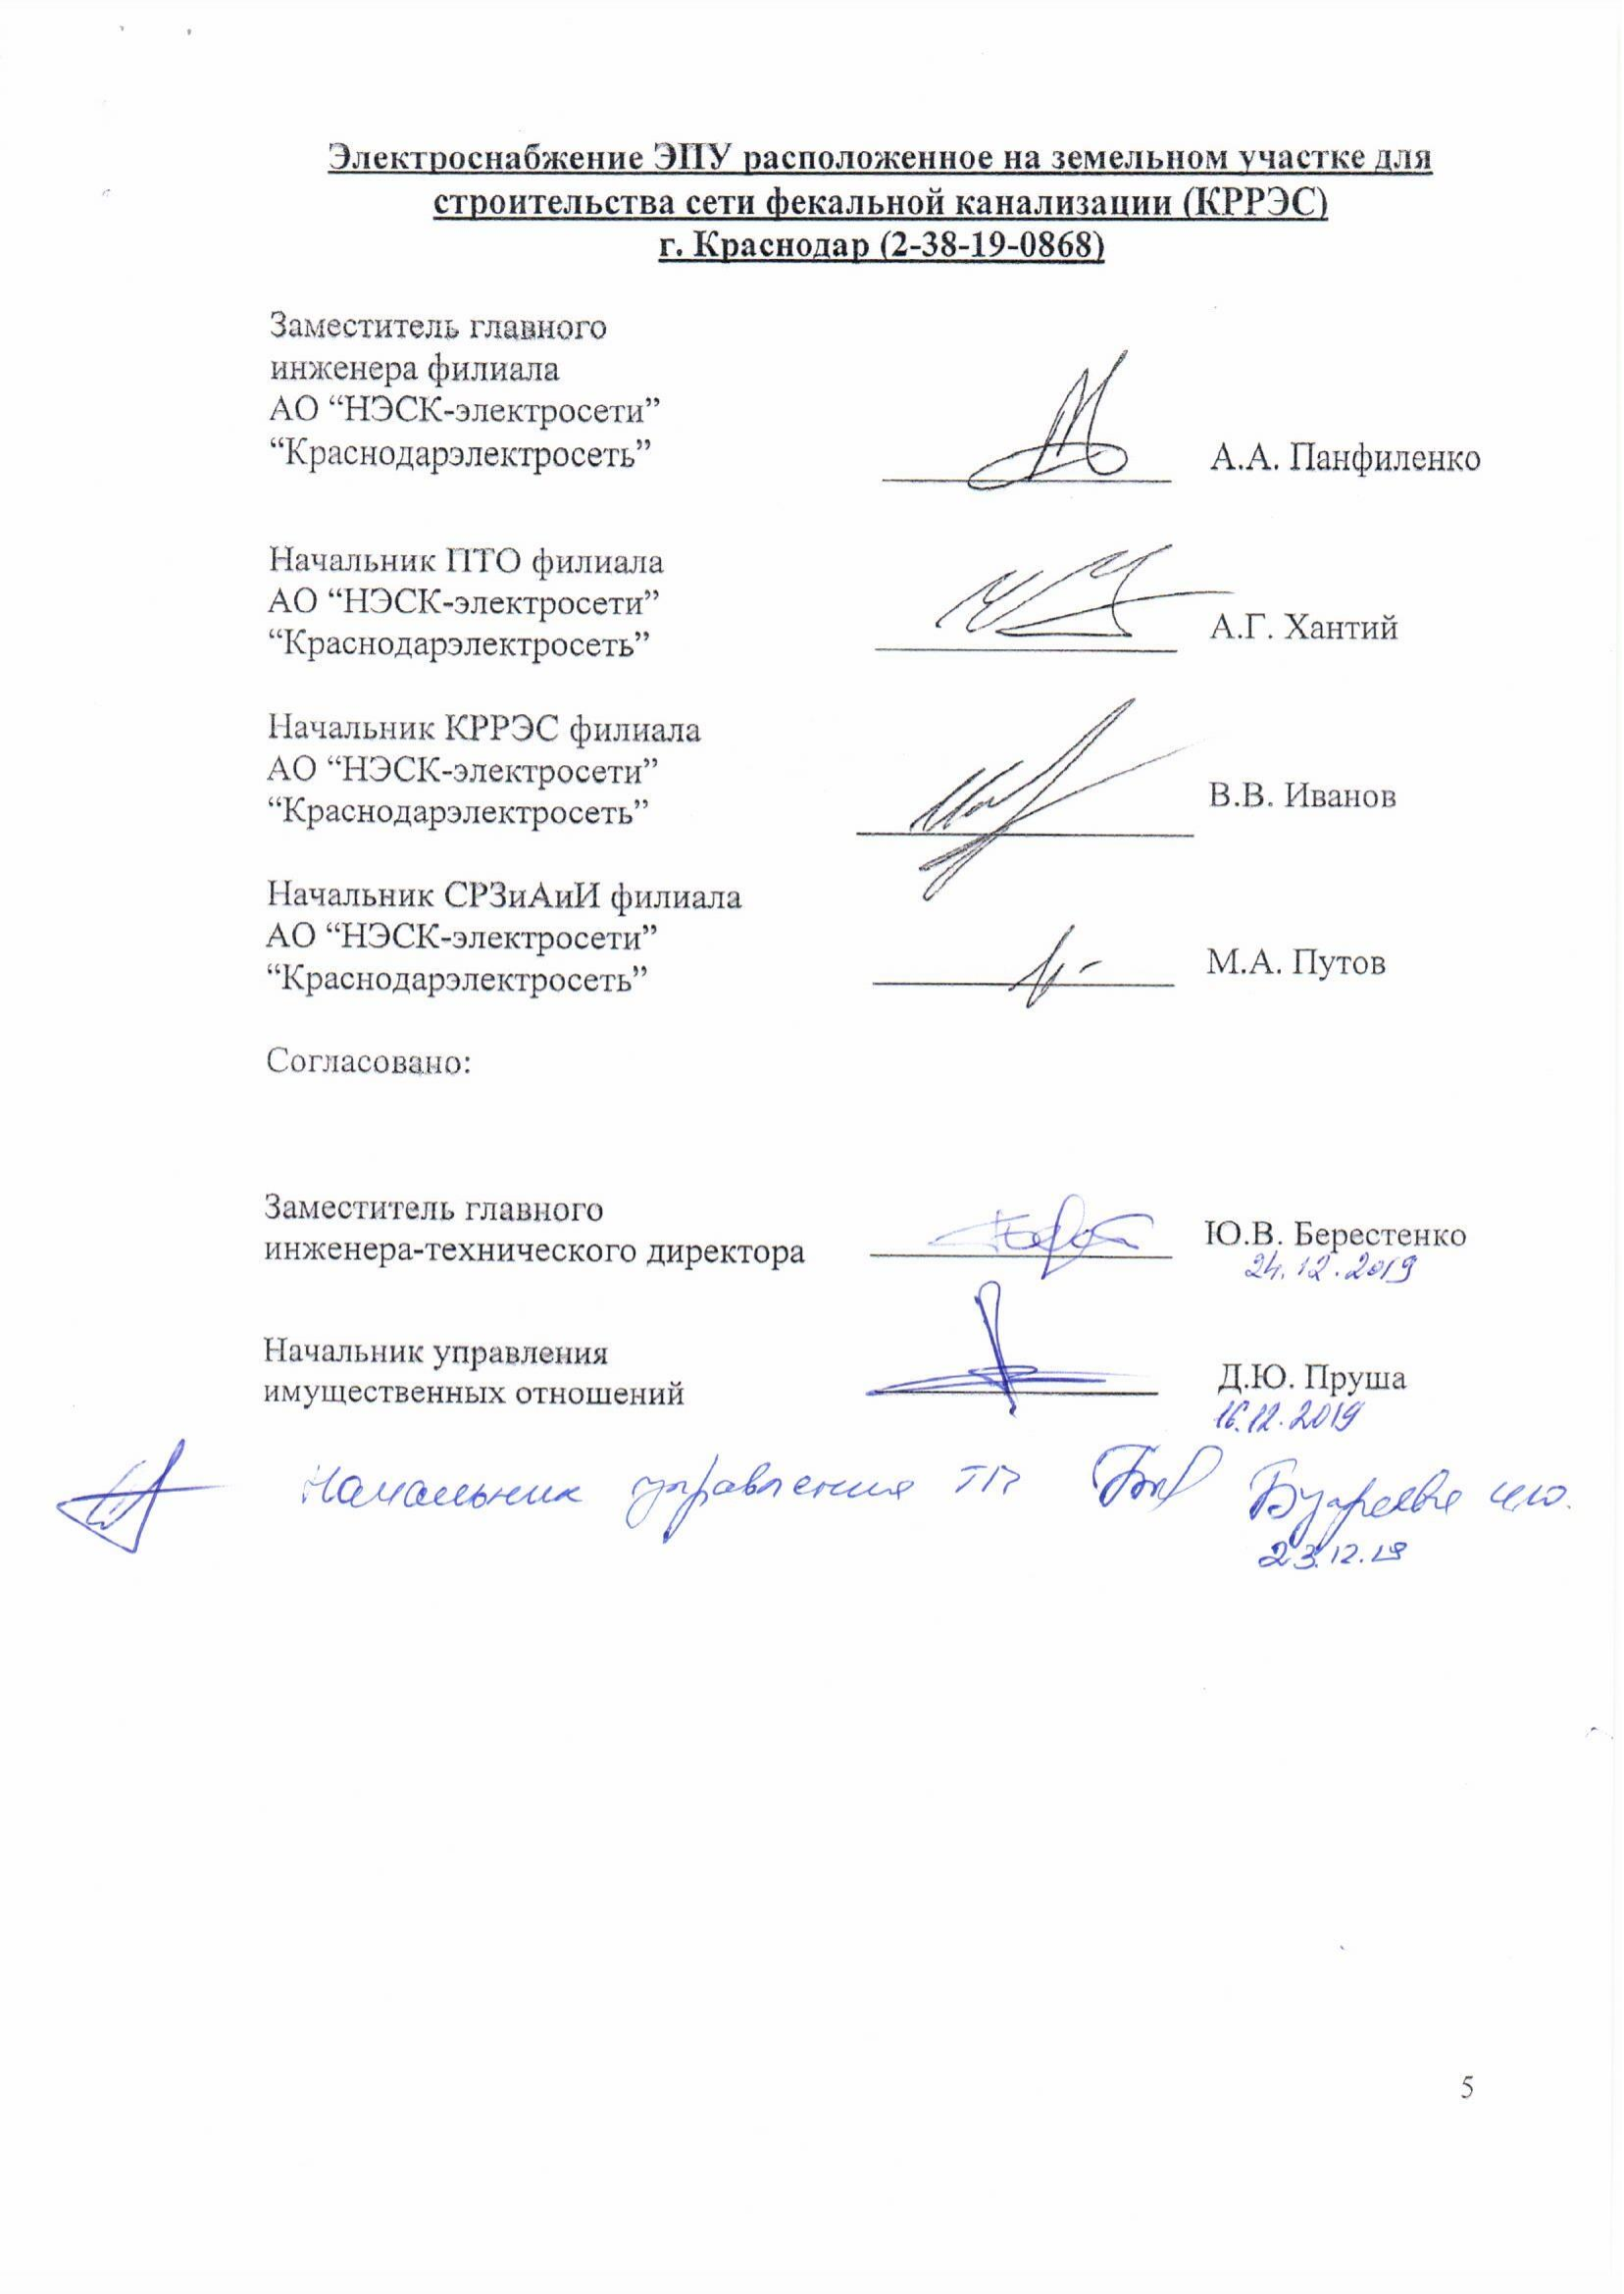 Электроснабжение ЭПУ расположенное на земельном участке для
строительства сети фекальной канализации (КРРЭС)
г. Краснодар (2-38-19-0868)
Заместитель главного
инженера филиала
АО “НЭСК-электросети”
“Краснодарэлектросеть” А.А. Панфиленко
Начальник ПТО филиала
АО “НЭСК-электросети”
“Краснодарэлектросеть” А.Г. Хантий
Начальник КРРЭС филиала
АО “НЭСК-электросети”
“Краснодарэлектросеть” В.В. Иванов
Начальник СРЗиАиИ филиала
АО “НЭСК-электросети”
“Краснодарэлектросеть” М.А. Путов
Согласовано:
Заместитель главного
инженера-технического директора Ю.В. Берестенко
24.12.2019
Начальник управления
имущественных отношений Д.Ю. Пруша
16.12.2019
Начальник управления ТП
23.12.19
5